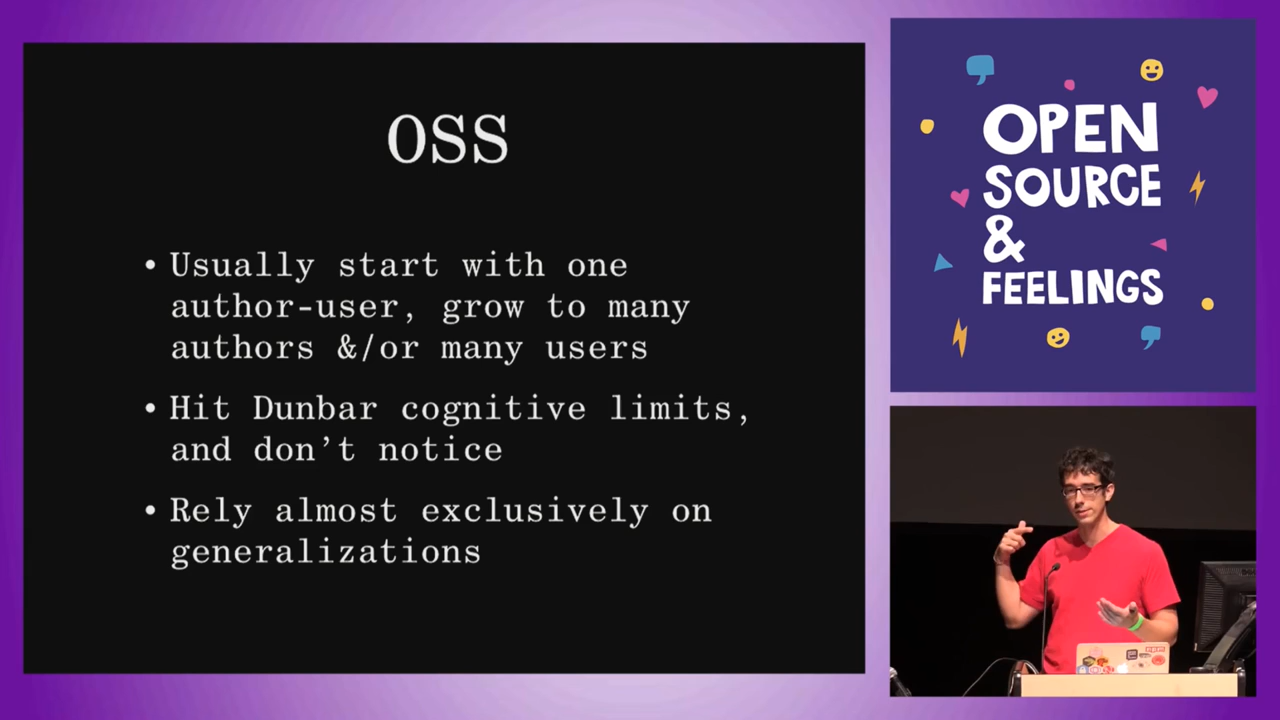 OSS
• Usually start with one
author-user, grow to many
authors &/or many users
• Hit Dunbar cognitive limits,
and don’t notice
• Rely almost exclusively on
generalizations
OPEN
SOURCE
&
FEELINGS